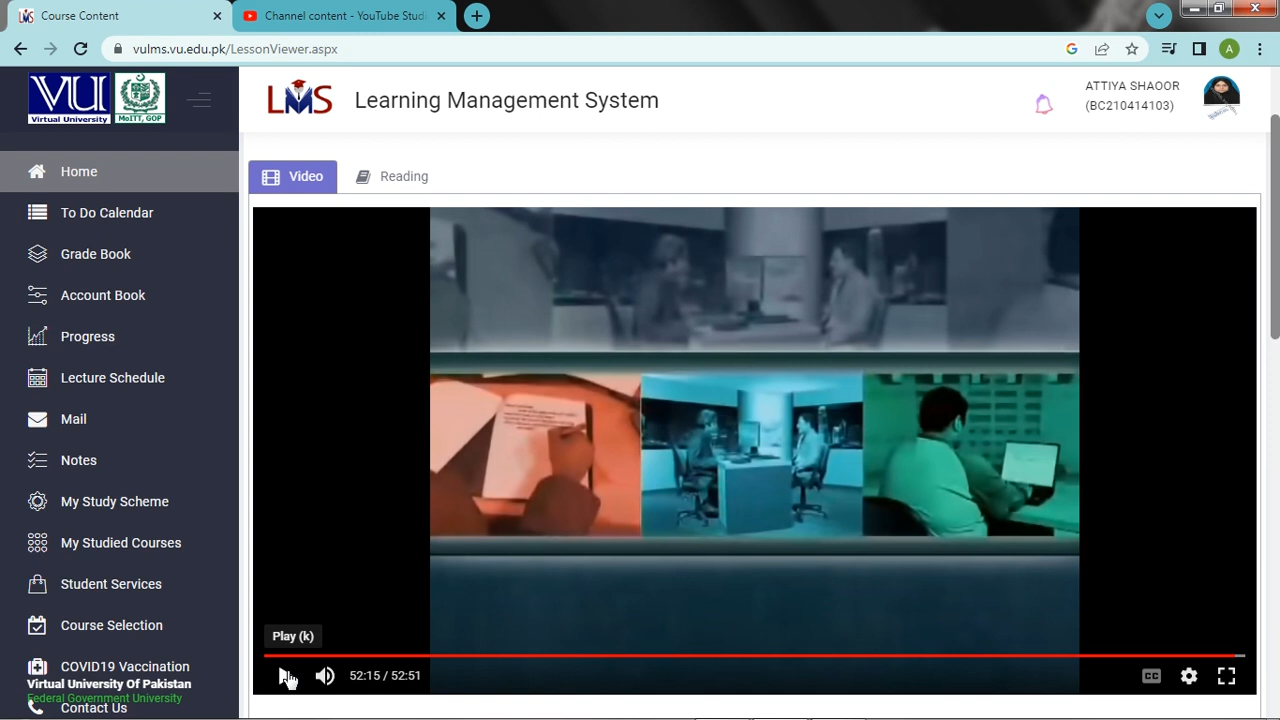 Course Content
Channel content - YouTube Stud
vulms.vu.edu.pk/LessonViewer.aspx
A
VU
Virtual University
MoITT, GOP
LMS
Learning Management System
ATTIYA SHAOOR
(BC210414103)
Video
Reading
Home
To Do Calendar
Grade Book
Account Book
Progress
Lecture Schedule
Mail
Notes
My Study Scheme
My Studied Courses
Student Services
Course Selection
COVID19 Vaccination
Virtual University Of Pakistan
Federal Government University
Contact Us
Play (k)
52:15 / 52:51
CC